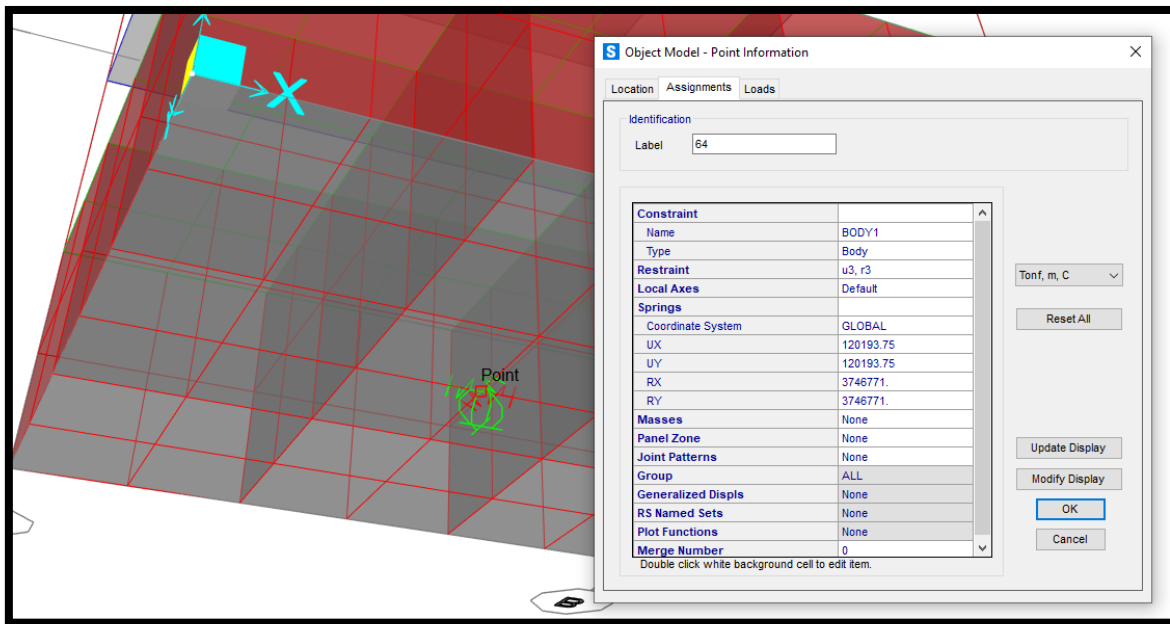 X
Point
B
S Object Model - Point Information
Location Assignments Loads
Identification
Label 64
Constraint
Name BODY1
Type Body
Restraint u3, r3
Local Axes Default
Springs
Coordinate System GLOBAL
UX 120193.75
UY 120193.75
RX 3746771.
RY 3746771.
Masses None
Panel Zone None
Joint Patterns None
Group ALL
Generalized Displs None
RS Named Sets None
Plot Functions None
Merge Number 0
Double click white background cell to edit item.
Tonf, m, C
Reset All
Update Display
Modify Display
OK
Cancel